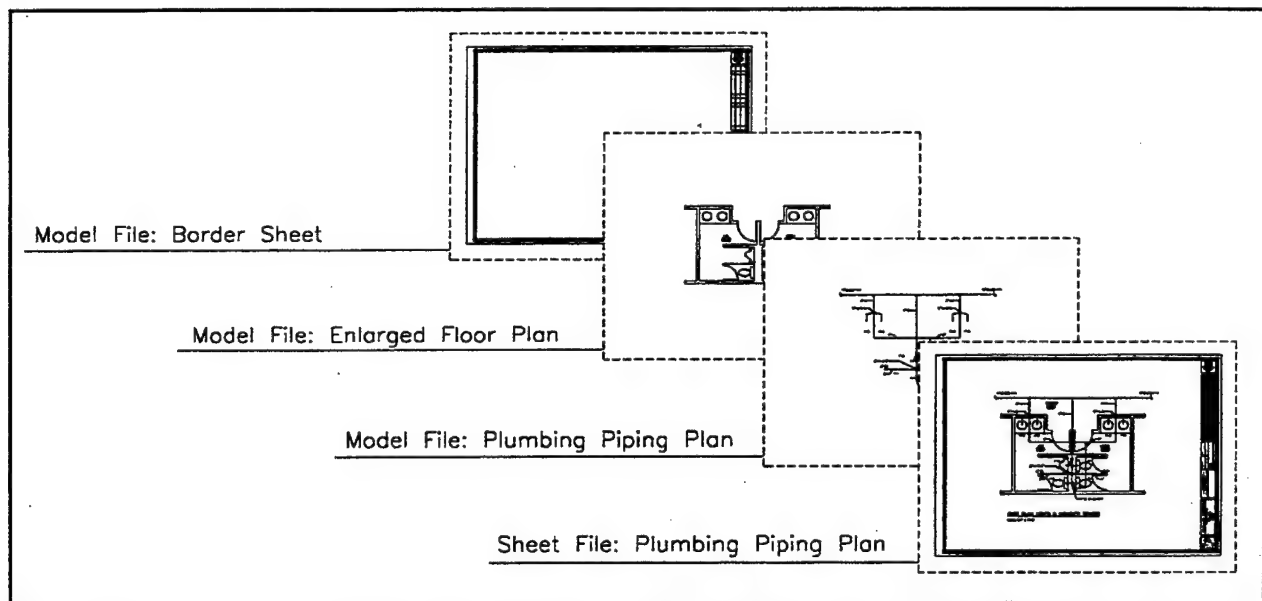 Model File: Border Sheet
Model File: Enlarged Floor Plan
Model File: Plumbing Piping Plan
Sheet File: Plumbing Piping Plan